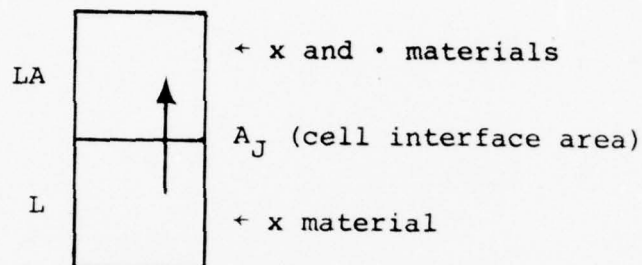 ← x and · materials
LA
A_J (cell interface area)
L
← x material